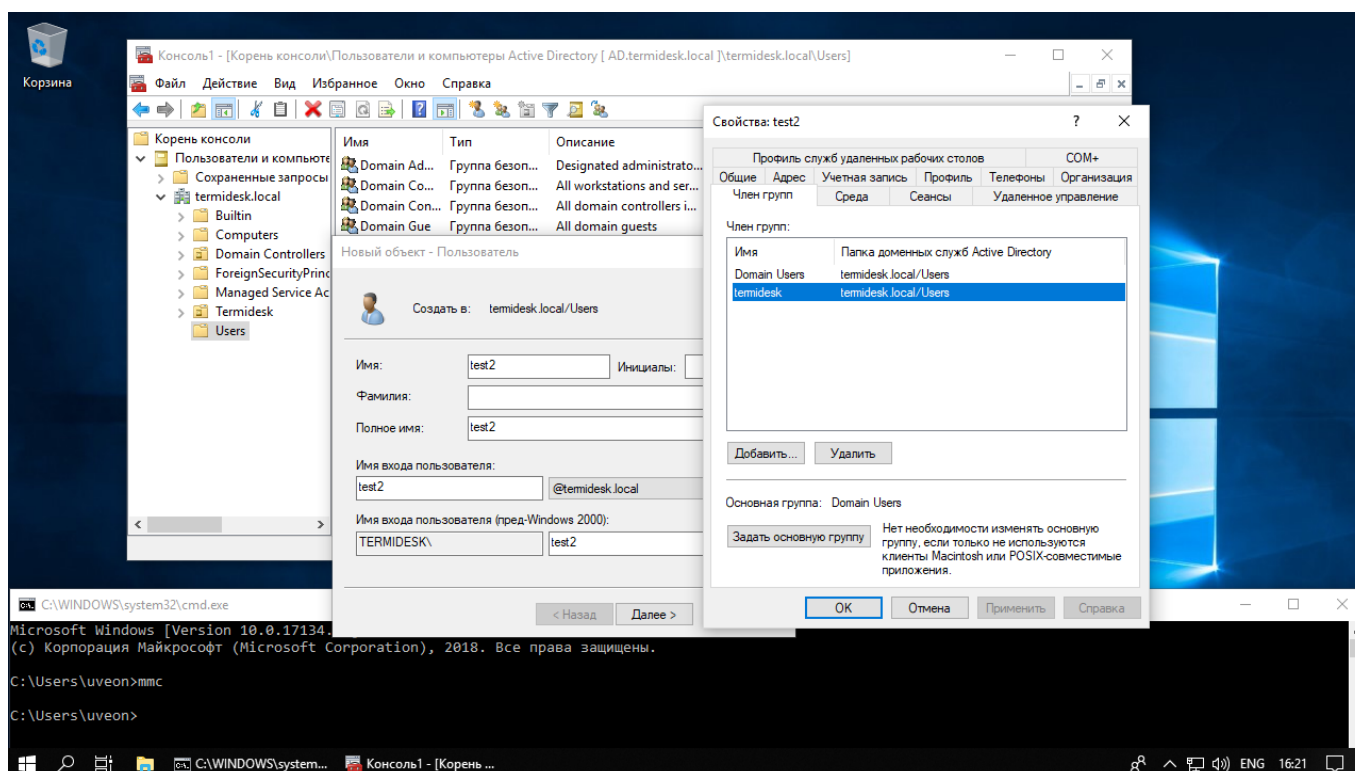 Корзина
Консоль1 - [Корень консоли\Пользователи и компьютеры Active Directory [ AD.termidesk.local ]\termidesk.local\Users]
Файл Действие Вид Избранное Окно Справка
Корень консоли
Пользователи и компьюте
Сохраненные запросы
termidesk.local
Builtin
Computers
Domain Controllers
ForeignSecurityPrinc
Managed Service Ac
Termidesk
Users
Имя Тип Описание
Domain Ad... Группа безоп... Designated administrato...
Domain Co... Группа безоп... All workstations and ser...
Domain Con... Группа безоп... All domain controllers i...
Domain Gue Группа безоп... All domain guests
Новый объект - Пользователь
Создать в: termidesk.local/Users
Имя: test2 Инициалы:
Фамилия:
Полное имя: test2
Имя входа пользователя:
test2 @termidesk.local
Имя входа пользователя (пред-Windows 2000):
TERMIDESK\ test2
< Назад Далее >
Свойства: test2 ?
Профиль служб удаленных рабочих столов COM+
Общие Адрес Учетная запись Профиль Телефоны Организация
Член групп Среда Сеансы Удаленное управление
Член групп:
Имя Папка доменных служб Active Directory
Domain Users termidesk.local/Users
termidesk termidesk.local/Users
Добавить... Удалить
Основная группа: Domain Users
Задать основную группу
Нет необходимости изменять основную
группу, если только не используются
клиенты Macintosh или POSIX-совместимые
приложения.
OK Отмена Применить Справка
C:\WINDOWS\system32\cmd.exe
Microsoft Windows [Version 10.0.17134.
(c) Корпорация Майкрософт (Microsoft Corporation), 2018. Все права защищены.
C:\Users\uveon>mmc
C:\Users\uveon>
C:\WINDOWS\system... Консоль1 - [Корень ... ENG 16:21